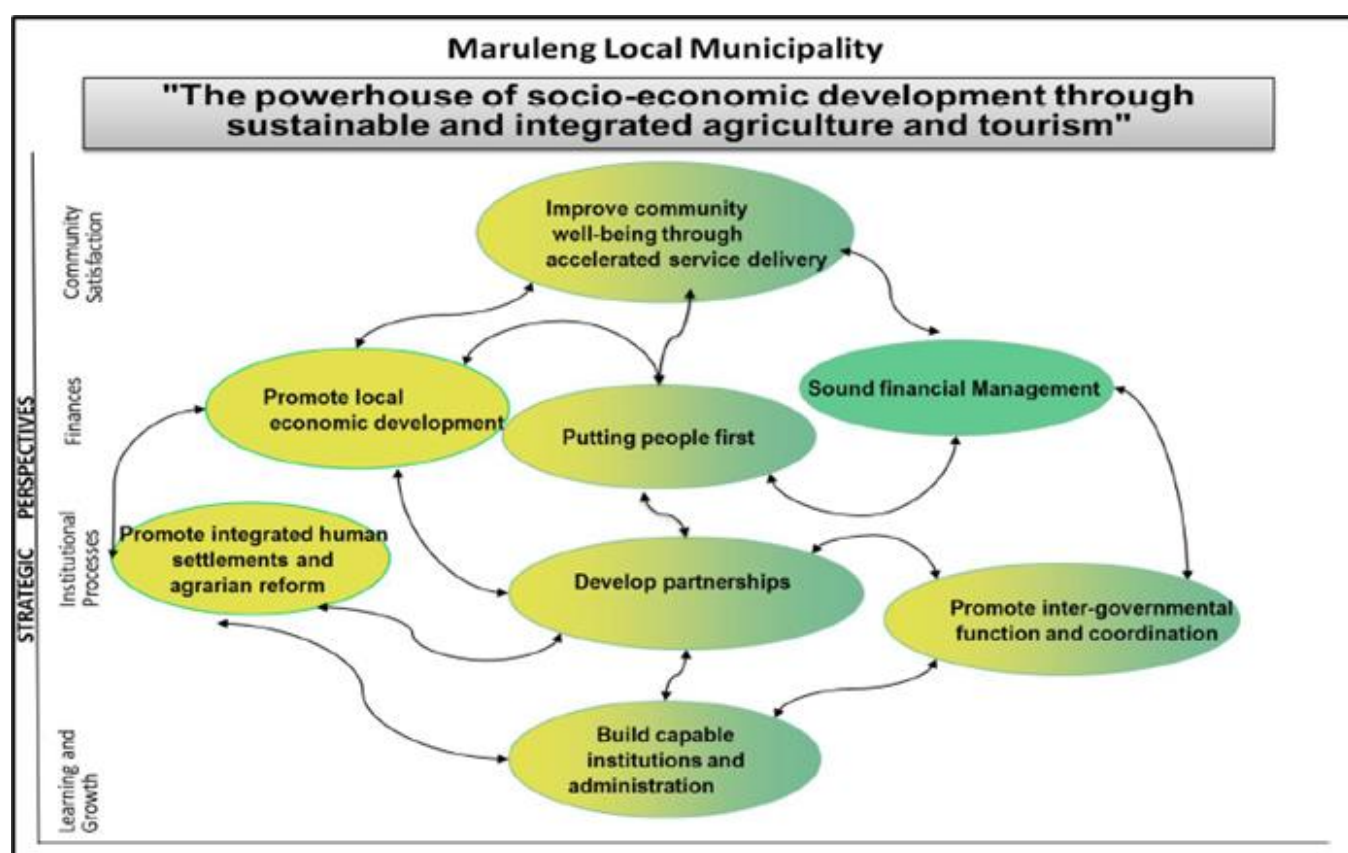 Maruleng Local Municipality
"The powerhouse of socio-economic development through
sustainable and integrated agriculture and tourism"
STRATEGIC PERSPECTIVES
Community
Satisfaction
Improve community
well-being through
accelerated service delivery
Finances
Promote local
economic development
Putting people first
Sound financial Management
Institutional
Processes
Promote integrated human
settlements and
agrarian reform
Develop partnerships
Promote inter-governmental
function and coordination
Learning and
Growth
Build capable
institutions and
administration